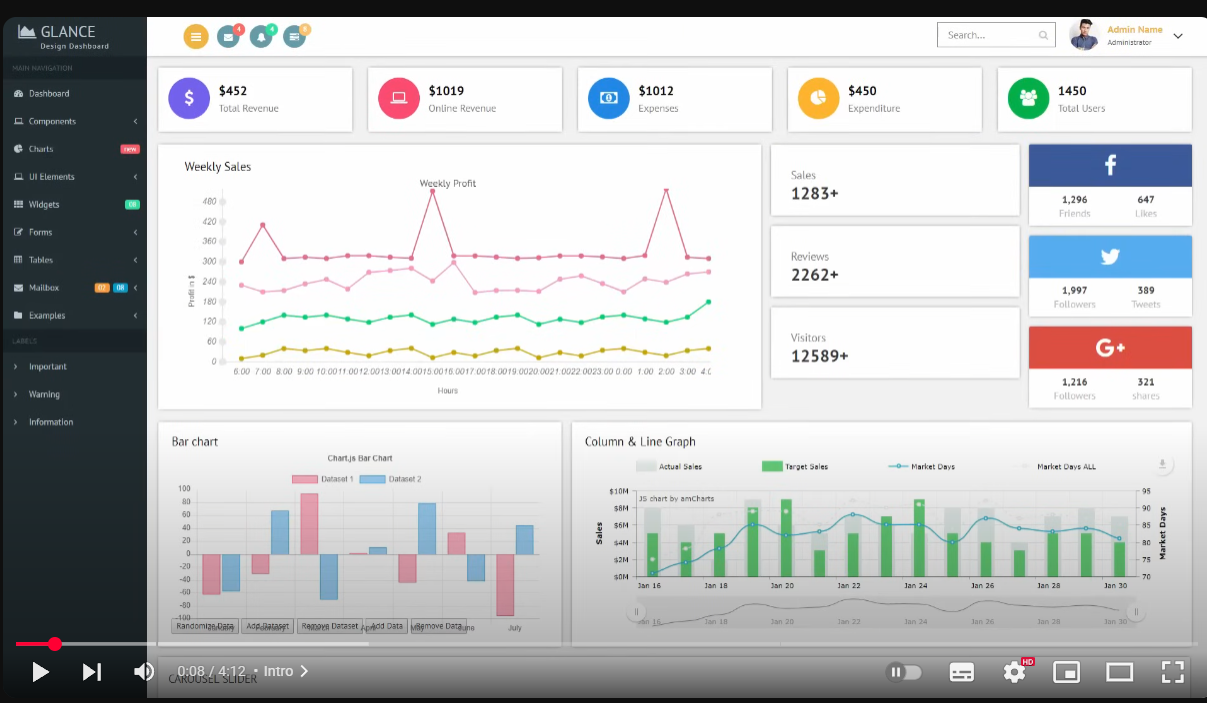 GLANCE
Design Dashboard
4
4
8
Search...
Admin Name
Administrator
MAIN NAVIGATION
Dashboard
Components
Charts
new
UI Elements
Widgets
08
Forms
Tables
Mailbox
02
08
Examples
LABELS
Important
Warning
Information
$452
Total Revenue
$1019
Online Revenue
$1012
Expenses
$450
Expenditure
1450
Total Users
Weekly Sales
Weekly Profit
480
420
360
300
240
180
120
60
0
Profit in $
6:00 7:00 8:00 9:00 10:00 11:00 12:00 13:00 14:00 15:00 16:00 17:00 18:00 19:00 20:00 21:00 22:00 23:00 0:00 1:00 2:00 3:00
Hours
Sales
1283+
Reviews
2262+
Visitors
12589+
f
1,296 647
Friends Likes
1,997 389
Followers Tweets
G+
1,216 321
Followers shares
Bar chart
Chart.js Bar Chart
Dataset 1 Dataset 2
100
80
60
40
20
0
-20
-40
-60
-80
-100
January February March April May June July
Randomize Data Add Dataset Remove Dataset Add Data Remove Data
Column & Line Graph
Actual Sales Target Sales Market Days Market Days ALL
JS chart by amCharts
Sales
$10M
$8M
$6M
$4M
$2M
$0M
95
90
85
80
75
70
Market Days
Jan 16 Jan 18 Jan 20 Jan 22 Jan 24 Jan 26 Jan 28 Jan 30
Jan 16 Jan 18 Jan 20 Jan 22 Jan 24 Jan 26 Jan 28 Jan 30
CAROUSEL SLIDER
0:08 / 4:12 • Intro
HD